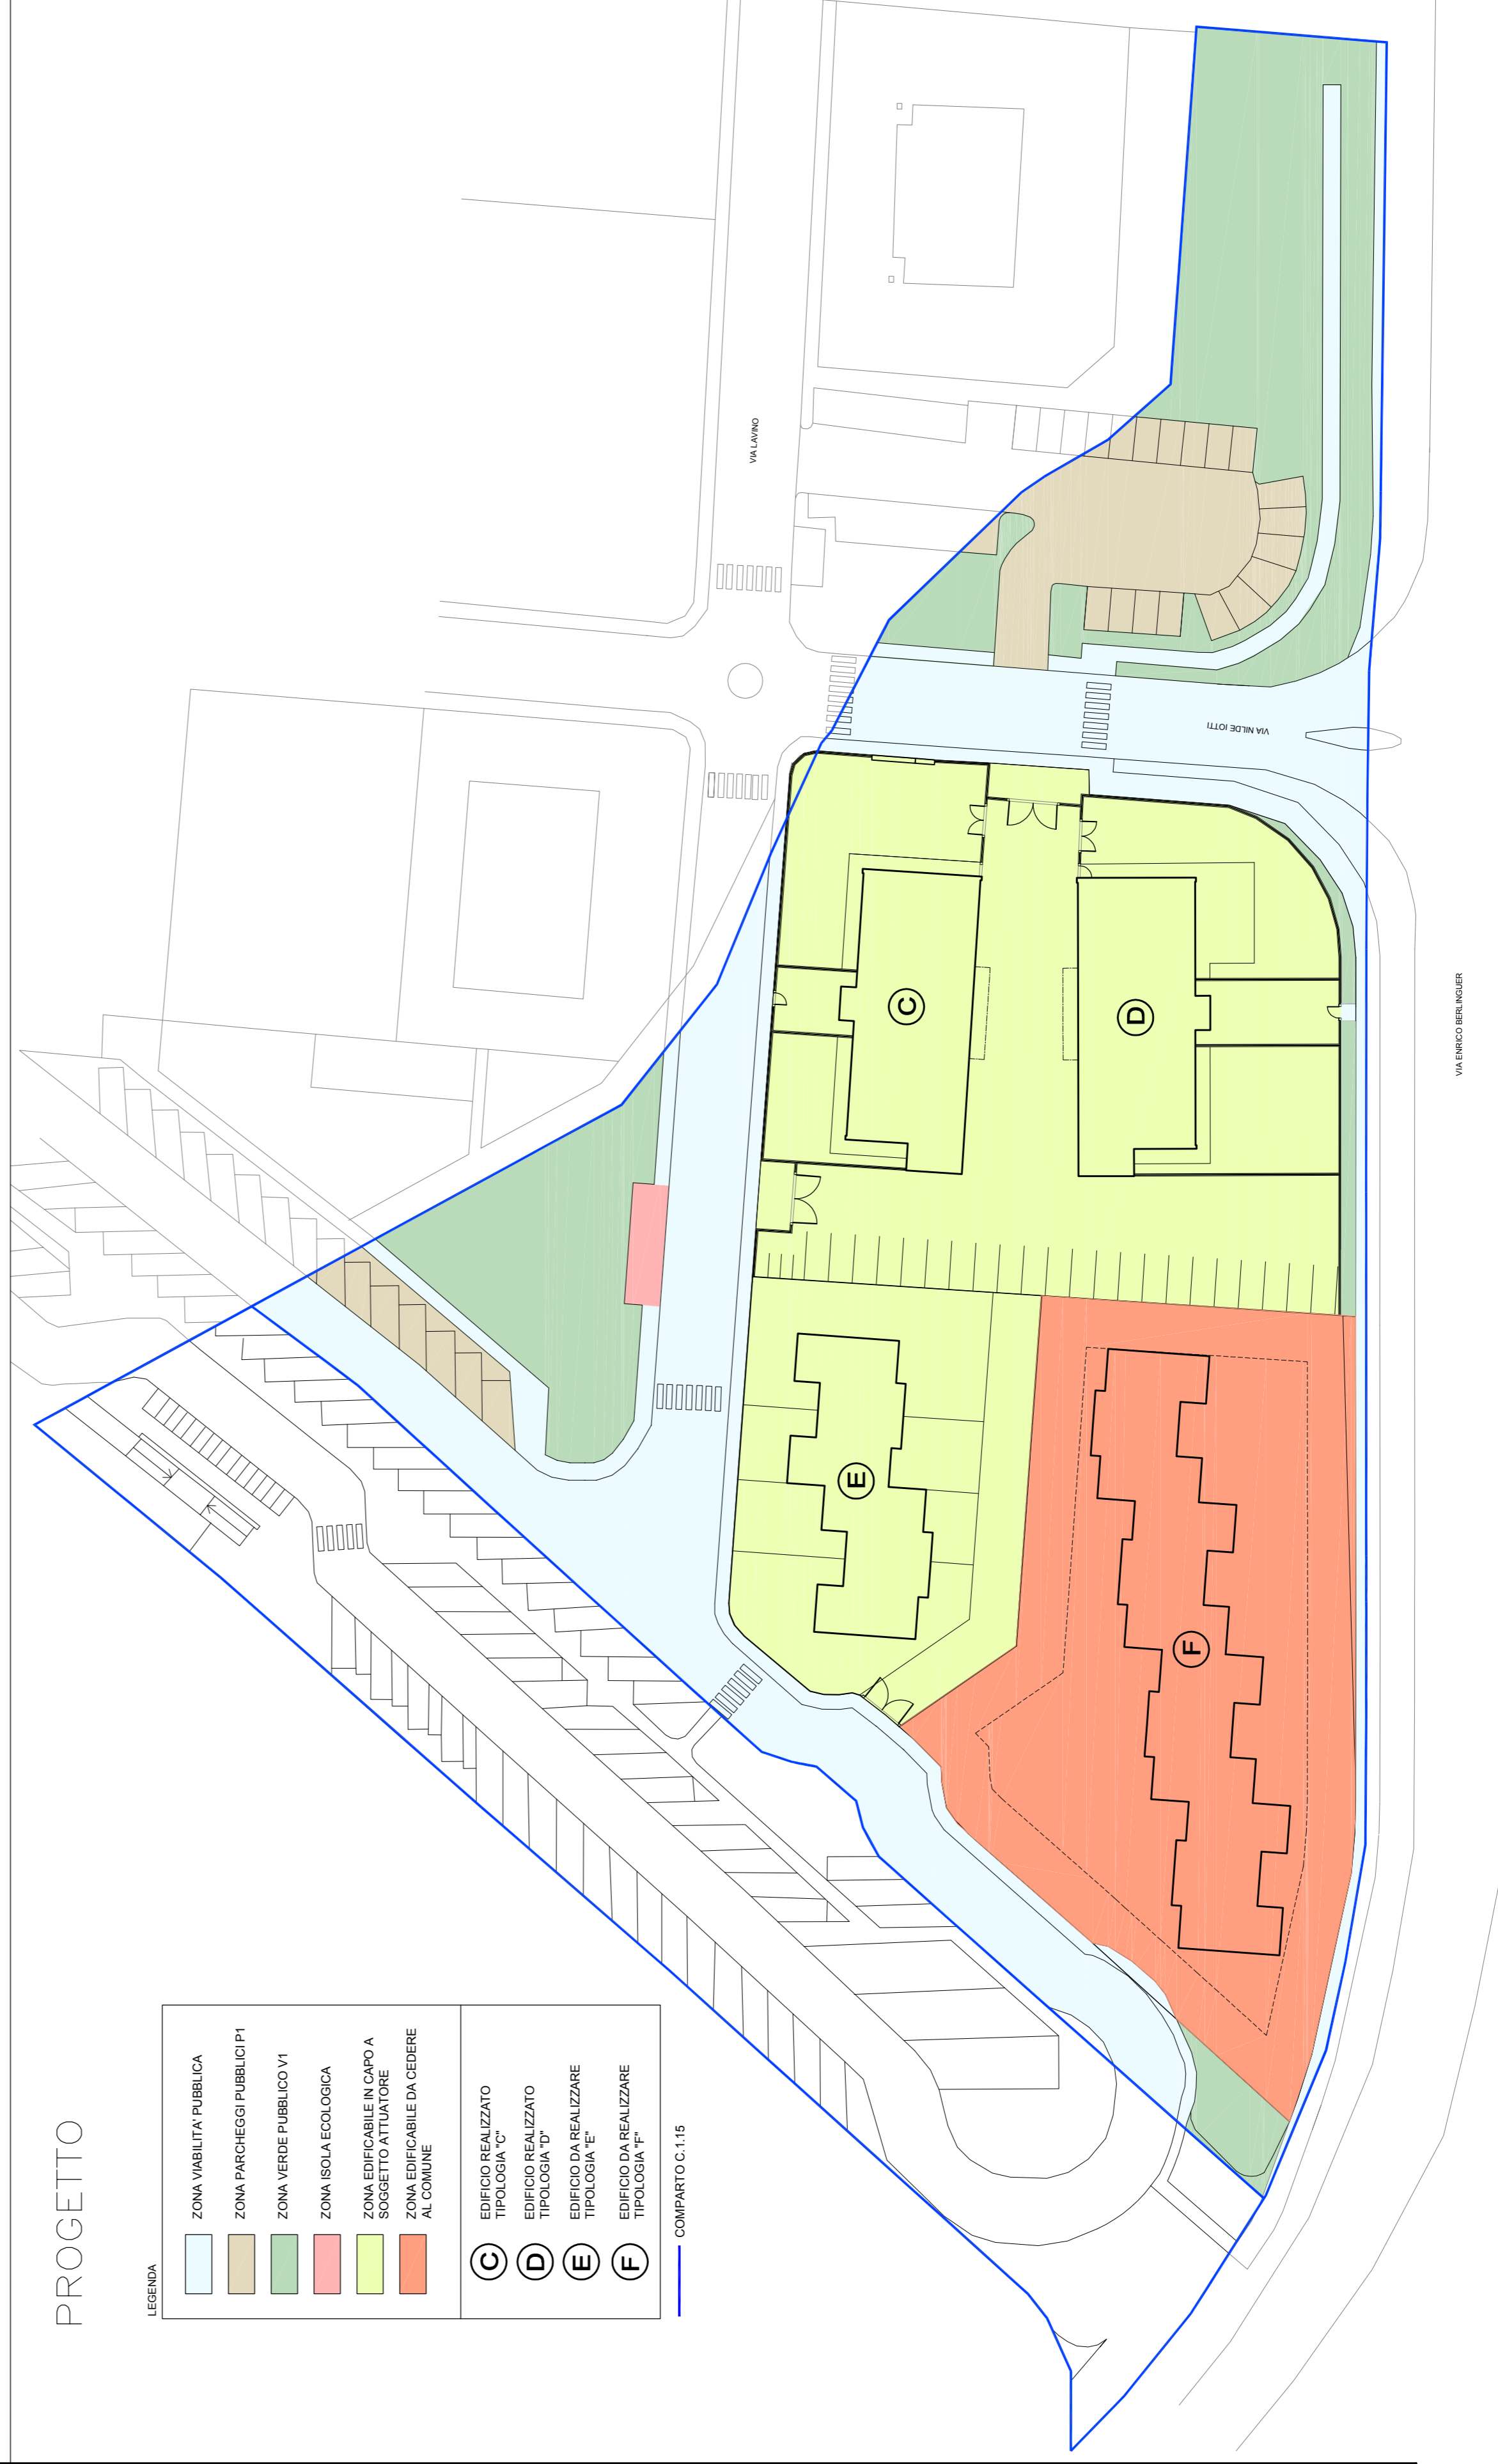 PROGETTO
LEGENDA
ZONA VIABILITA' PUBBLICA
ZONA PARCHEGGI PUBBLICI P1
ZONA VERDE PUBBLICO V1
ZONA ISOLA ECOLOGICA
ZONA EDIFICABILE IN CAPO A
SOGGETTO ATTUATORE
ZONA EDIFICABILE DA CEDERE
AL COMUNE
C
EDIFICIO REALIZZATO
TIPOLOGIA "C"
D
EDIFICIO REALIZZATO
TIPOLOGIA "D"
E
EDIFICIO DA REALIZZARE
TIPOLOGIA "E"
F
EDIFICIO DA REALIZZARE
TIPOLOGIA "F"
COMPARTO C.1.15
VIA LAVINO
VIA NILDE IOTTI
VIA ENRICO BERLINGUER
C
D
E
F